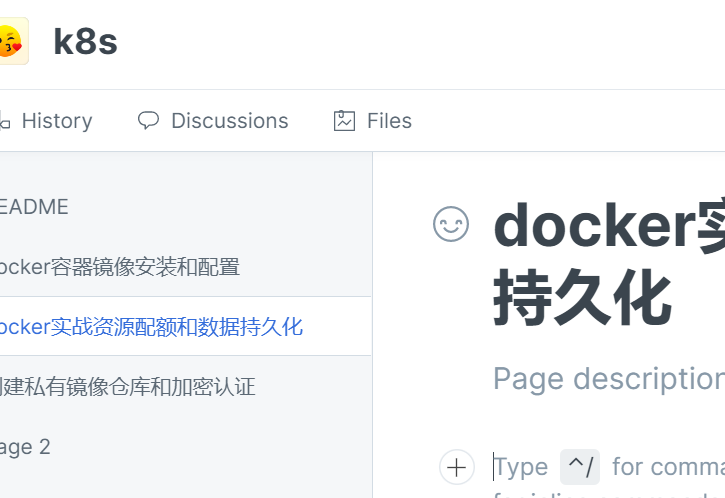 k8s
History
Discussions
Files
EADME
ocker容器镜像安装和配置
ocker实战资源配额和数据持久化
建私有镜像仓库和加密认证
age 2
docker实
持久化
Page description
Type ^/ for comma